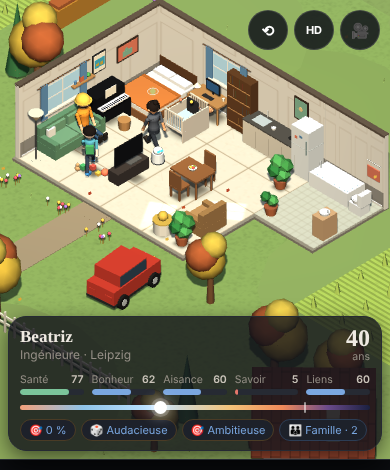 HD
Beatriz
40
Ingénieure · Leipzig
ans
Santé 77 Bonheur 62 Aisance 60 Savoir 5 Liens 60
0 % Audacieuse Ambitieuse Famille · 2